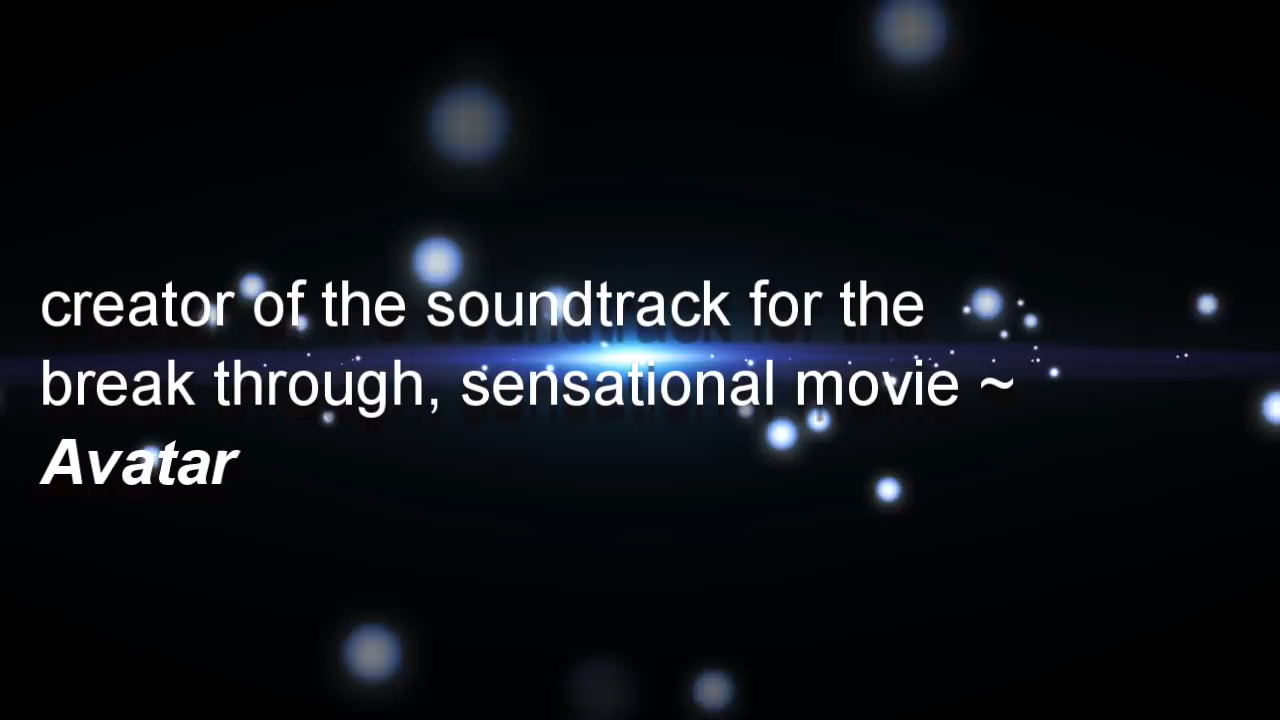 creator of the soundtrack for the
break through, sensational movie ~
Avatar